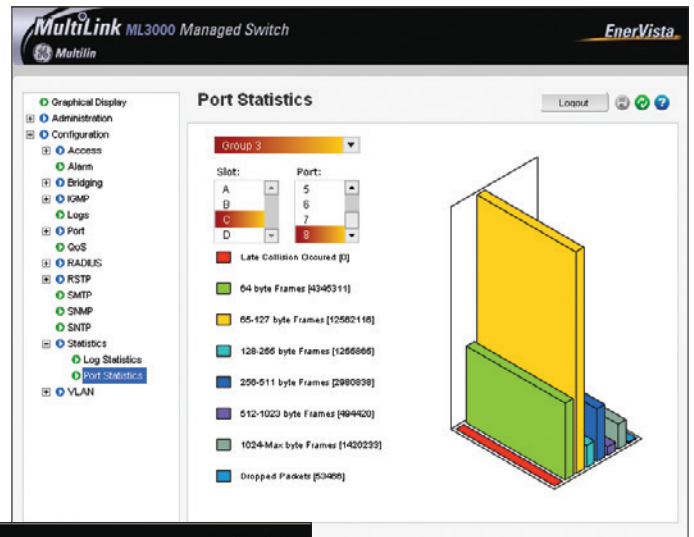 MultiLink ML3000 Managed Switch
Multilin
EnerVista
Graphical Display
Administration
Configuration
Access
Alarm
Bridging
IGMP
Logs
Port
QoS
RADIUS
RSTP
SMTP
SNMP
SNTP
Statistics
Log Statistics
Port Statistics
VLAN
Port Statistics
Logout
Group 3
Slot: Port:
A 5
B 6
C 7
D 8
Late Collision Occured [0]
64 byte Frames [4345311]
65-127 byte Frames [12562116]
128-255 byte Frames [1255865]
256-511 byte Frames [2980838]
512-1023 byte Frames [494420]
1024-Max byte Frames [1420233]
Dropped Packets [53466]